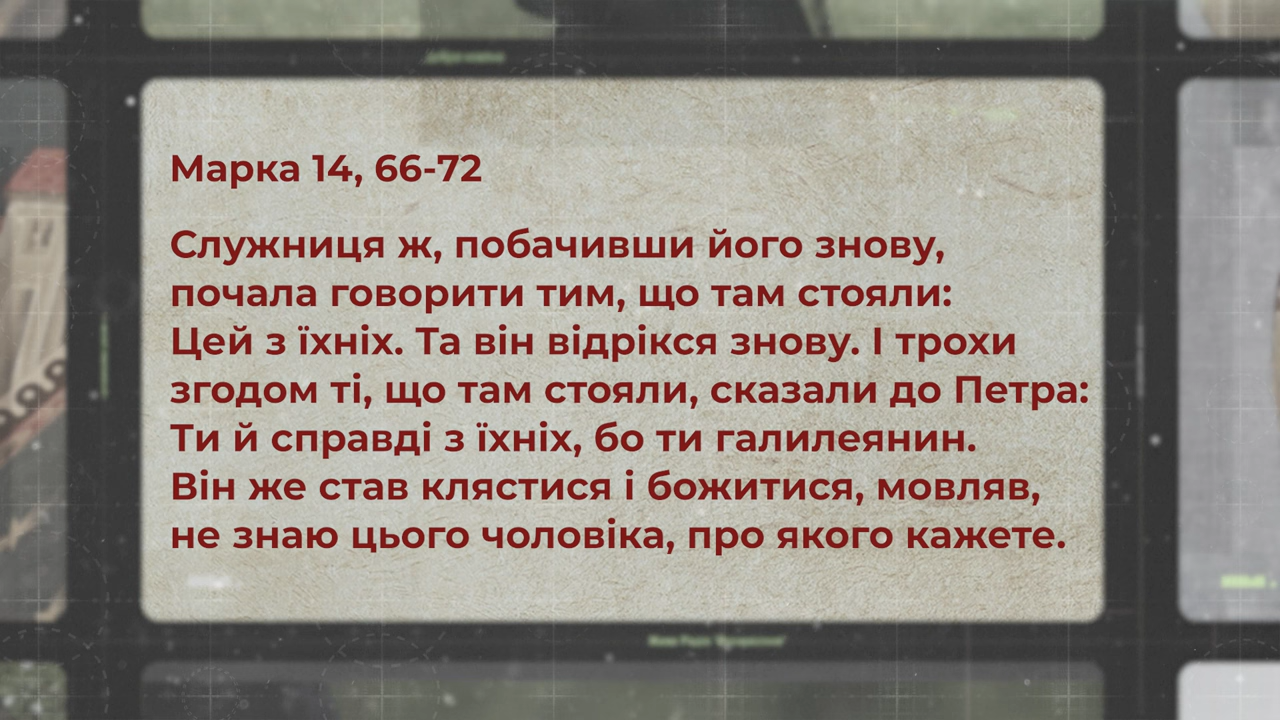 Марка 14, 66-72
Служниця ж, побачивши його знову,
почала говорити тим, що там стояли:
Цей з їхніх. Та він відрікся знову. І трохи
згодом ті, що там стояли, сказали до Петра:
Ти й справді з їхніх, бо ти галилеянин.
Він же став клястися і божитися, мовляв,
не знаю цього чоловіка, про якого кажете.